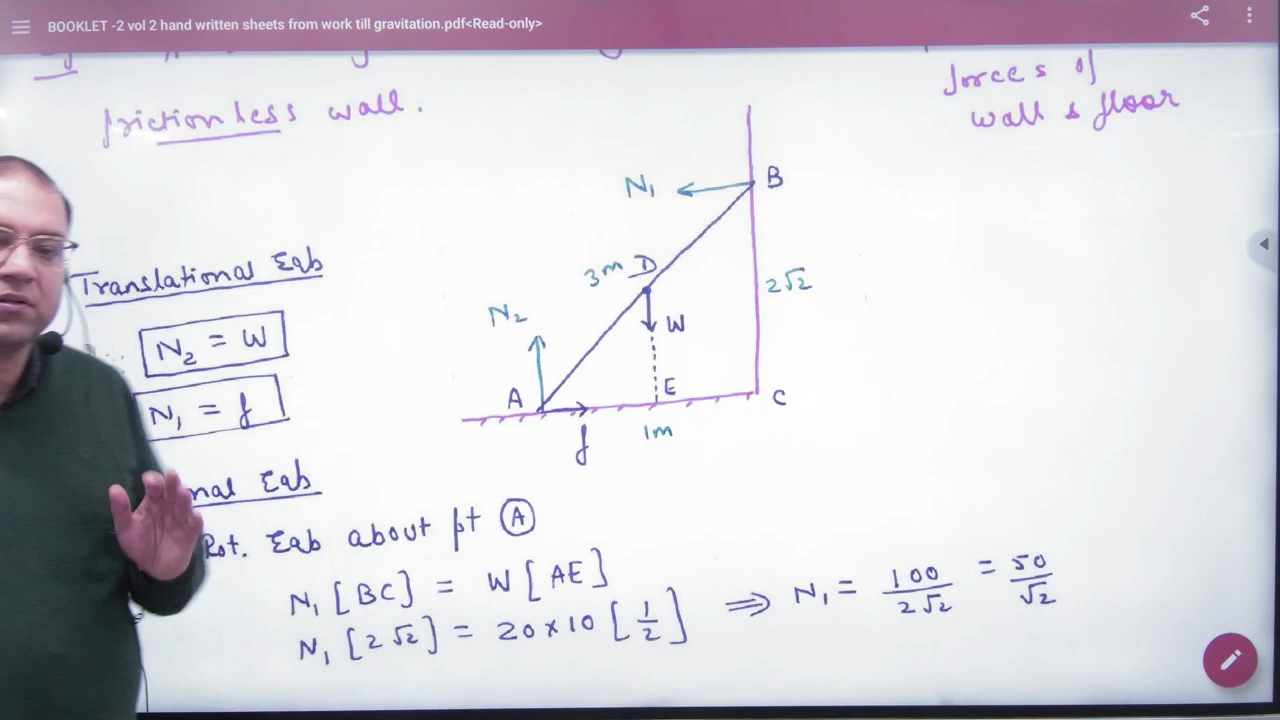 BOOKLET -2 vol 2 hand written sheets from work till gravitation.pdf<Read-only>
forces of
wall & floor
frictionless wall.
N₁
B
Translational Eqb
3m
D
2√2
N₂
W
N₂ = W
A
E
C
N₁ = f
f
1m
nal Eqb
Rot. Eqb about pt A
N₁ [BC] = W [AE]
N₁ [2√2] = 20×10 [1/2] ⟹ N₁ = 100/2√2 = 50/√2